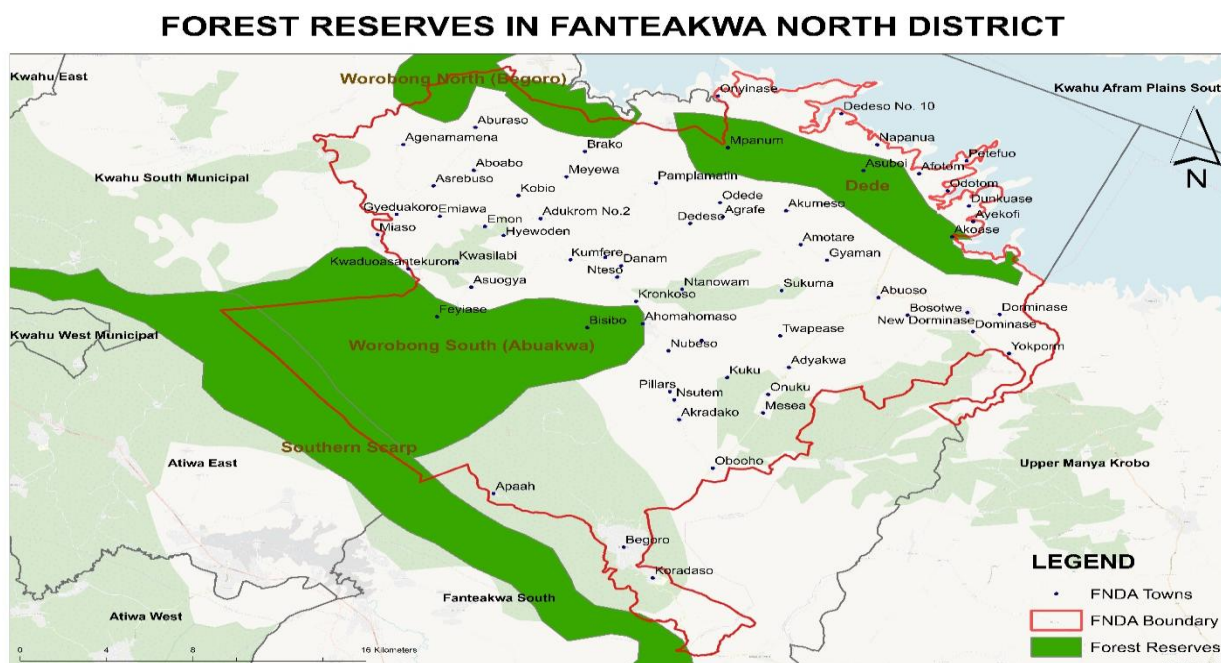 FOREST RESERVES IN FANTEAKWA NORTH DISTRICT
Kwahu East
Worobong North (Begoro)
Onyinase
Kwahu Afram Plains South
Dedeso No. 10
Aburaso
Agenamamena
Brako
Mpanum
Napanua
Petefuo
Kwahu South Municipal
Aboabo
Meyewa
Asuboi
Afotom
Asrebuso
Pamplamatin
Dede
Odotom
N
Kobio
Odede
Dunkuase
Gyeduakoro
Emiawa
Adukrom No.2
Dedeso
Agrafe
Akumeso
Ayekofi
Miaso
Emon
Hyewoden
Akoase
Amotare
Kwaduoasantekurom
Kwasilabi
Kumfere
Danam
Gyaman
Nteso
Asuogya
Ntanowam
Sukuma
Kronkoso
Abuoso
Feyiase
Bisibo
Ahomahomaso
Bosotwe
Dorminase
New Dorminase
Dominase
Kwahu West Municipal
Worobong South (Abuakwa)
Twapease
Nubeso
Yokporm
Adyakwa
Kuku
Pillars
Nsutem
Onuku
Akradako
Mesea
Southern Scarp
Atiwa East
Obooho
Upper Manya Krobo
Apaah
Begoro
Koradaso
LEGEND
FNDA Towns
Fanteakwa South
Atiwa West
FNDA Boundary
Forest Reserves
0 4 8 16 Kilometers